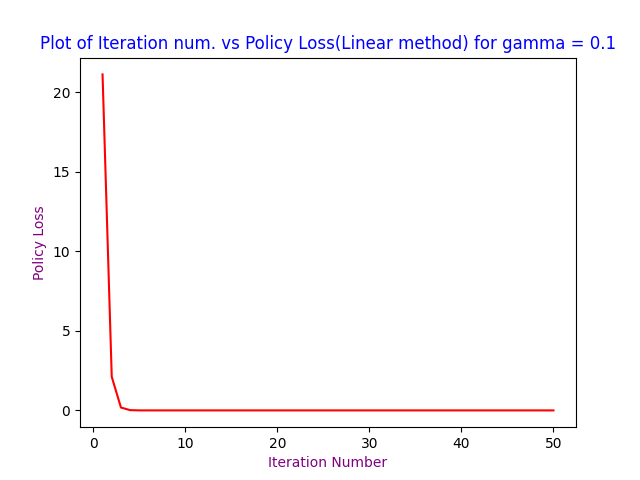 Plot of Iteration num. vs Policy Loss(Linear method) for gamma = 0.1
20
15
10
5
0
Policy Loss
0 10 20 30 40 50
Iteration Number